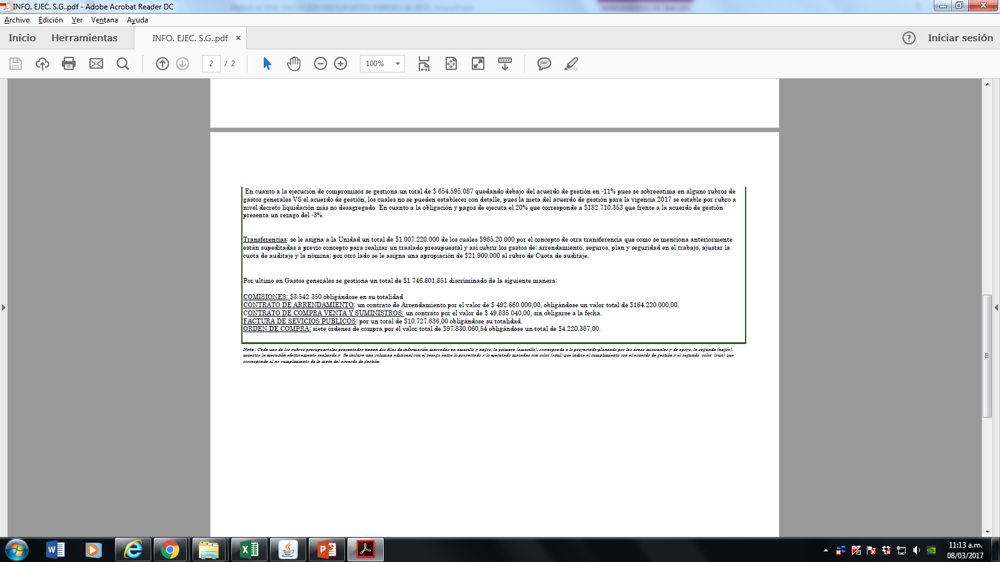 INFO. EJEC. S.G..pdf - Adobe Acrobat Reader DC
Archivo Edición Ver Ventana Ayuda
Inicio Herramientas INFO. EJEC. S.G..pdf × ? Iniciar sesión
2 / 2 100%
En cuanto a la ejecución de compromisos se gestiona un total de $ 654.595.087 quedando debajo del acuerdo de gestión en -11% pues se sobreestima en alguno rubros de
gastos generales VS el acuerdo de gestión, los cuales no se pueden establecer con detalle, pues la meta del acuerdo de gestión para la vigencia 2017 se estable por rubro a
nivel decreto liquidación más no desagregado. En cuanto a la obligación y pagos de ejecuta el 20% que corresponde a $182.710.353 que frente a la acuerdo de gestión
presenta un rezago del -3%.
Transferencias: se le asigna a la Unidad un total de $1.007.220.000 de los cuales $985.20.000 por el concepto de otra transferencia que como se menciona anteriormente
están supeditadas a previo concepto para realizar un traslado presupuestal y así cubrir los gastos de: arrendamiento, seguros, plan y seguridad en el trabajo, ajustar la
cuota de auditaje y la nómina; por otro lado se le asigna una apropiación de $21.900.000 al rubro de Cuota de auditaje.
Por ultimo en Gastos generales se gestiona un total de $1.746.801.851 discriminado de la siguiente manera:
COMISIONES: $3.542.350 obligándose en su totalidad
CONTRATO DE ARRENDAMIENTO: un contrato de Arrendamiento por el valor de $ 492.660.000,00, obligándose un valor total de $164.220.000,00.
CONTRATO DE COMPRA VENTA Y SUMINISTROS: un contrato por el valor de $ 49.835.040,00, sin obligarse a la fecha.
FACTURA DE SEVICIOS PUBLICOS: por un total de $10.727.636,00 obligándose su totalidad.
ORDEN DE COMPRA: siete órdenes de compra por el valor total de $97.830.060,54 obligándose un total de $4.220.367,00.
Nota : Cada uno de los rubros presupuestales presentados tienen dos filas de información marcadas en amarillo y negro, la primera (amarillo), corresponde a lo proyectado-planeado por las áreas misionales y de apoyo, la segunda (negro),
muestra la ejecución efectivamente realizada y Se incluye una columna adicional con el rezago entre lo proyectado y lo ejecutado macadas con color (azul) que indica el cumplimiento con el acuerdo de gestión y el segundo color (rojo) que
corresponde al no cumplimiento de la meta del acuerdo de gestión.
11:13 a.m.
08/03/2017